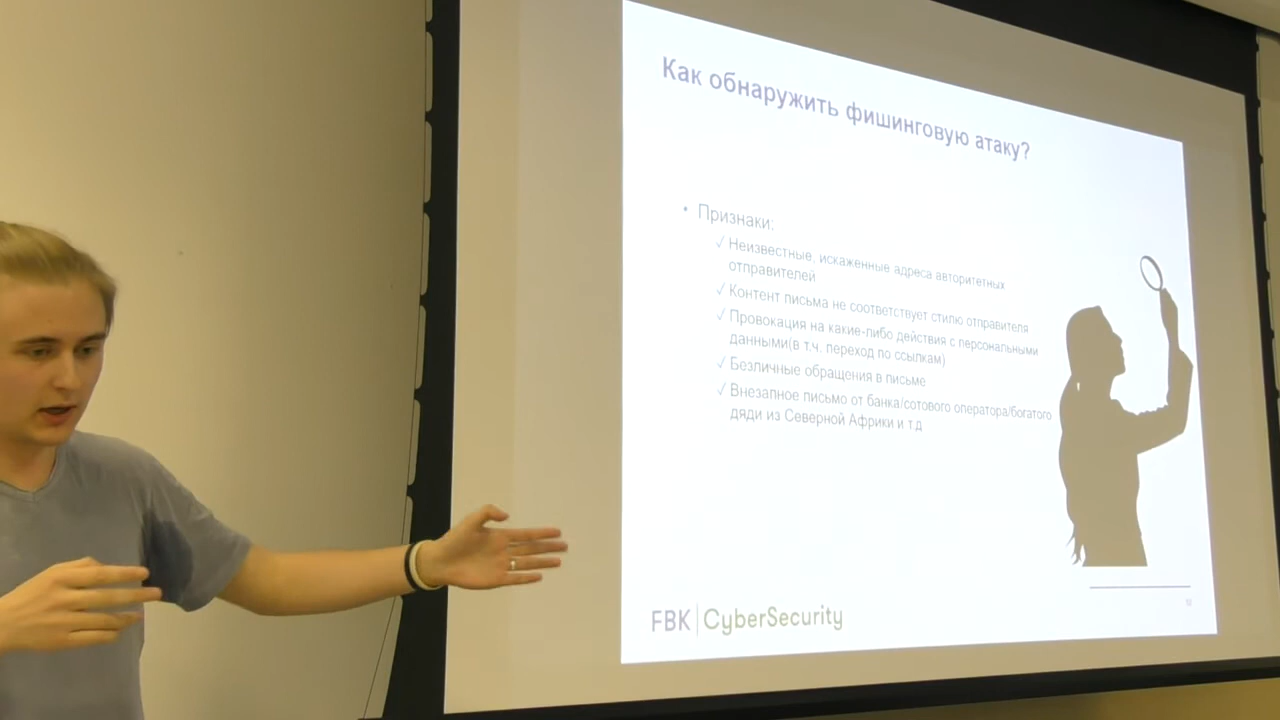 Как обнаружить фишинговую атаку?
• Признаки:
✓ Неизвестные, искаженные адреса авторитетных
отправителей
✓ Контент письма не соответствует стилю отправителя
✓ Провокация на какие-либо действия с персональными
данными(в т.ч. переход по ссылкам)
✓ Безличные обращения в письме
✓ Внезапное письмо от банка/сотового оператора/богатого
дяди из Северной Африки и т.д
FBK | CyberSecurity